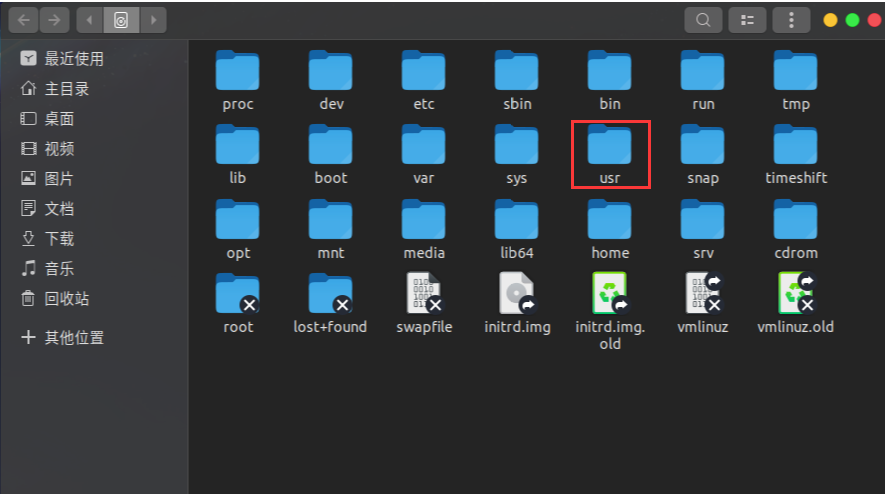 最近使用
主目录
桌面
视频
图片
文档
下载
音乐
回收站
其他位置
proc dev etc sbin bin run tmp
lib boot var sys usr snap timeshift
opt mnt media lib64 home srv cdrom
root lost+found swapfile initrd.img initrd.img. vmlinuz vmlinuz.old
old